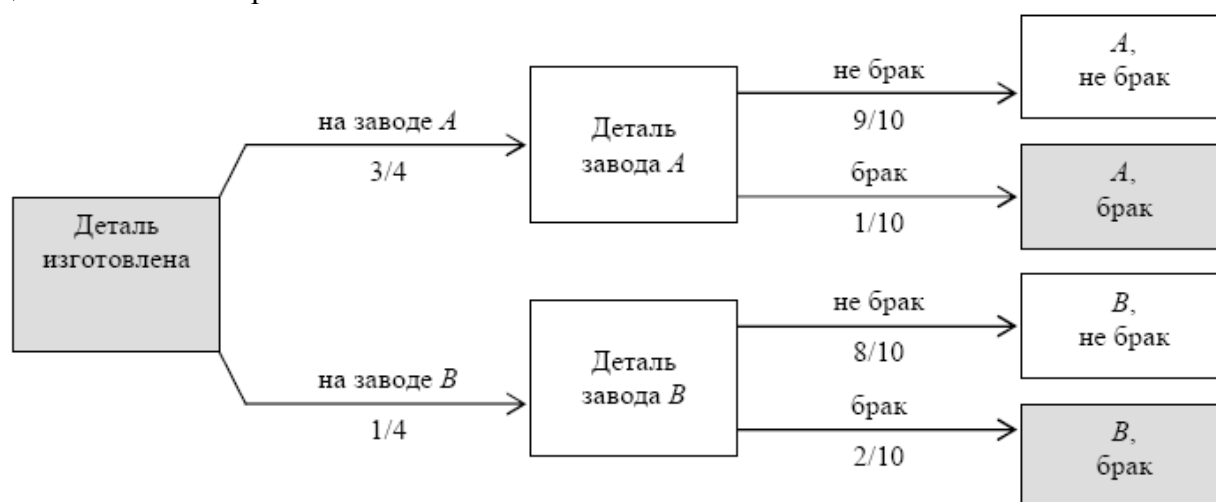 Деталь
изготовлена
на заводе A
3/4
Деталь
завода A
не брак
9/10
A,
не брак
брак
1/10
A,
брак
на заводе B
1/4
Деталь
завода B
не брак
8/10
B,
не брак
брак
2/10
B,
брак